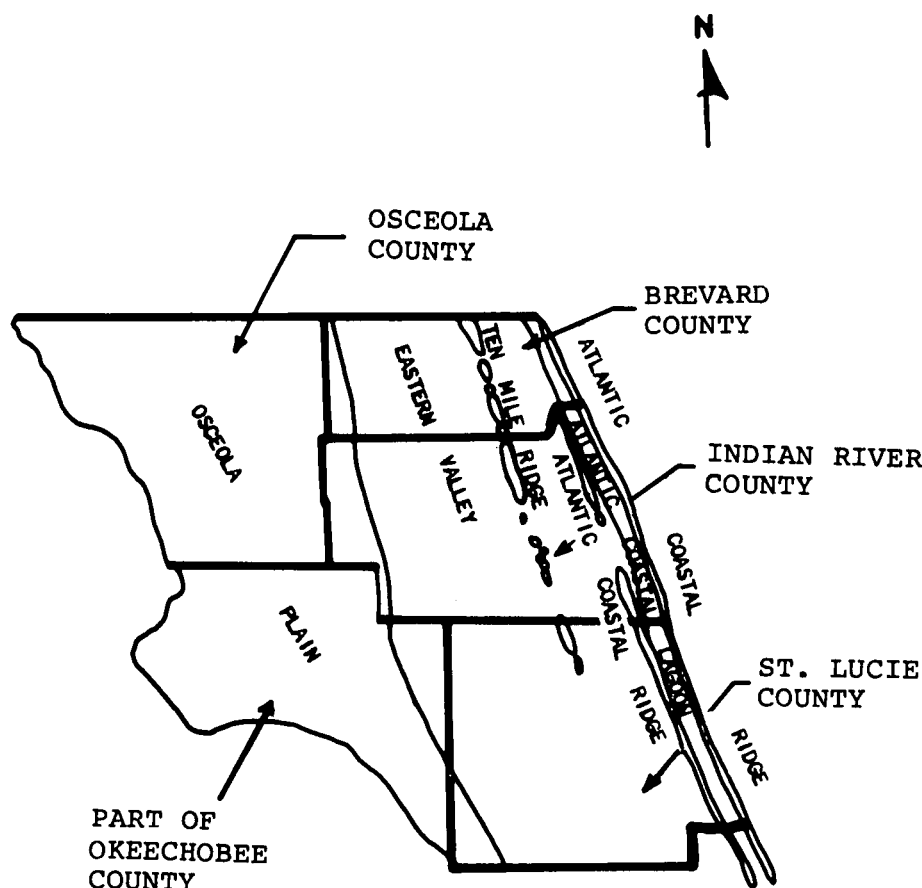 N
OSCEOLA
COUNTY
BREVARD
COUNTY
TEN
MILE
RIDGE
EASTERN
VALLEY
OSCEOLA
PLAIN
ATLANTIC
COASTAL
RIDGE
ATLANTIC
COASTAL
LAGOON
ATLANTIC
COASTAL
RIDGE
INDIAN RIVER
COUNTY
ST. LUCIE
COUNTY
PART OF
OKEECHOBEE
COUNTY